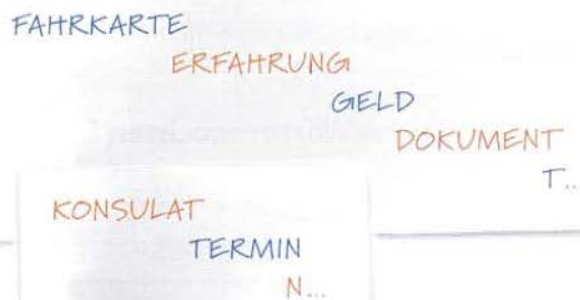 FAHRKARTE
ERFAHRUNG
GELD
DOKUMENT
T...
KONSULAT
TERMIN
N...